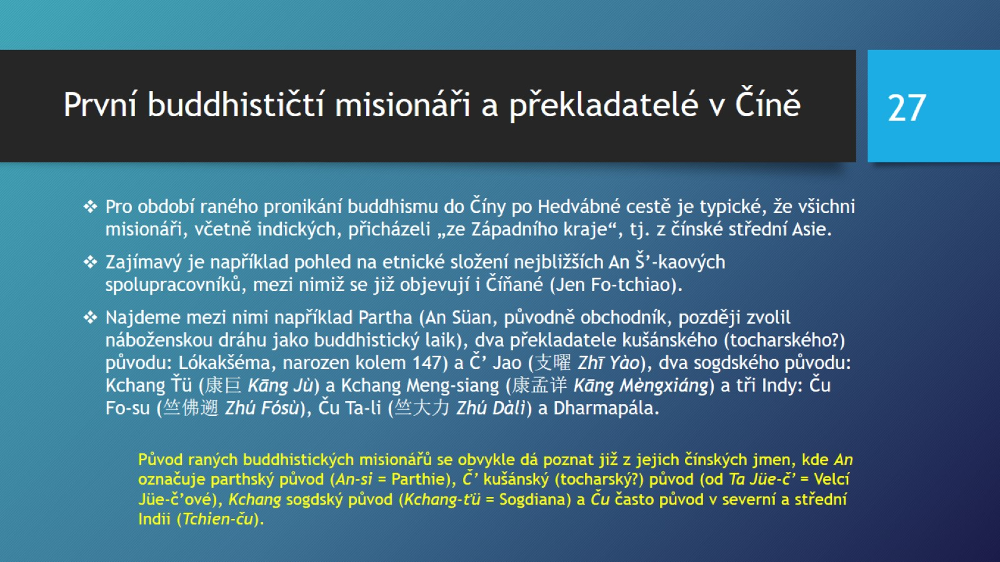 První buddhističtí misionáři a překladatelé v Číně
27
❖ Pro období raného pronikání buddhismu do Číny po Hedvábné cestě je typické, že všichni
misionáři, včetně indických, přicházeli „ze Západního kraje“, tj. z čínské střední Asie.
❖ Zajímavý je například pohled na etnické složení nejbližších An Š’-kaových
spolupracovníků, mezi nimiž se již objevují i Číňané (Jen Fo-tchiao).
❖ Najdeme mezi nimi například Partha (An Süan, původně obchodník, později zvolil
náboženskou dráhu jako buddhistický laik), dva překladatele kušánského (tocharského?)
původu: Lókakšéma, narozen kolem 147) a Č’ Jao (支曜 Zhī Yào), dva sogdského původu:
Kchang Ťü (康巨 Kāng Jù) a Kchang Meng-siang (康孟详 Kāng Mèngxiáng) a tři Indy: Ču
Fo-su (竺佛遡 Zhú Fósù), Ču Ta-li (竺大力 Zhú Dàlì) a Dharmapála.
Původ raných buddhistických misionářů se obvykle dá poznat již z jejich čínských jmen, kde An
označuje parthský původ (An-si = Parthie), Č’ kušánský (tocharský?) původ (od Ta Jüe-č’ = Velcí
Jüe-č’ové), Kchang sogdský původ (Kchang-ťü = Sogdiana) a Ču často původ v severní a střední
Indii (Tchien-ču).